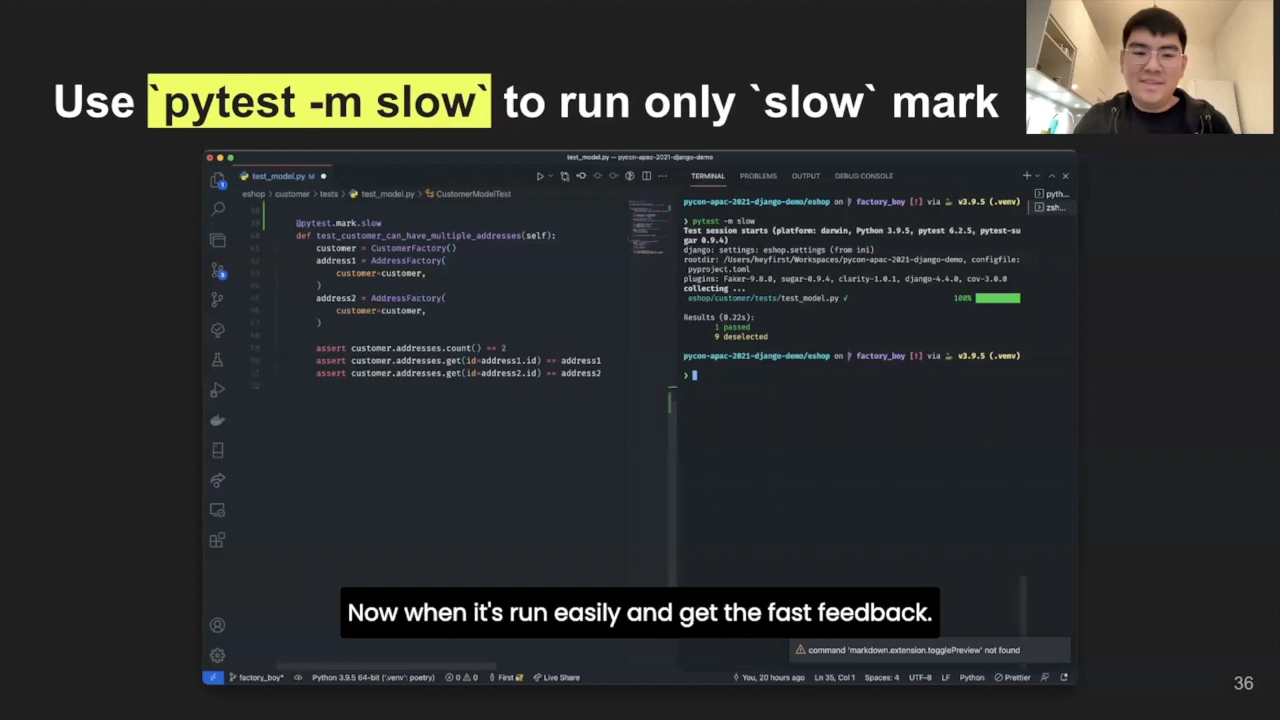 Use `pytest -m slow` to run only `slow` mark
test_model.py — pycon-apac-2021-django-demo
test_model.py M
eshop > customer > tests > test_model.py > CustomerModelTest
@pytest.mark.slow
def test_customer_can_have_multiple_addresses(self):
customer = CustomerFactory()
address1 = AddressFactory(
customer=customer,
)
address2 = AddressFactory(
customer=customer,
)
assert customer.addresses.count() == 2
assert customer.addresses.get(id=address1.id) == address1
assert customer.addresses.get(id=address2.id) == address2
TERMINAL PROBLEMS OUTPUT DEBUG CONSOLE
pyth...
zsh...
pycon-apac-2021-django-demo/eshop on factory_boy [!] via v3.9.5 (.venv)
❯ pytest -m slow
Test session starts (platform: darwin, Python 3.9.5, pytest 6.2.5, pytest-su
gar 0.9.4)
django: settings: eshop.settings (from ini)
rootdir: /Users/heyfirst/Workspaces/pycon-apac-2021-django-demo, configfile:
pyproject.toml
plugins: Faker-9.8.0, sugar-0.9.4, clarity-1.0.1, django-4.4.0, cov-3.0.0
collecting ...
eshop/customer/tests/test_model.py ✓ 100%
Results (0.22s):
1 passed
9 deselected
pycon-apac-2021-django-demo/eshop on factory_boy [!] via v3.9.5 (.venv)
❯
Now when it's run easily and get the fast feedback.
command 'markdown.extension.togglePreview' not found
factory_boy* Python 3.9.5 64-bit ('.venv': poetry) 0 0 First Live Share You, 20 hours ago Ln 35, Col 1 Spaces: 4 UTF-8 LF Python Prettier
36